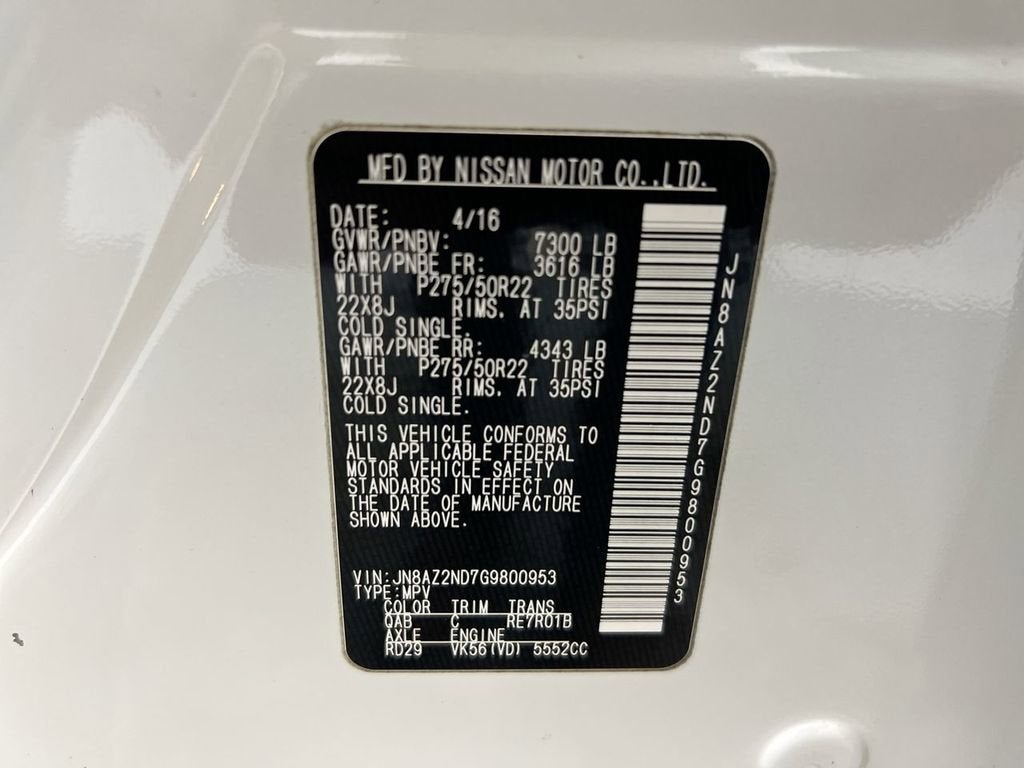 MFD BY NISSAN MOTOR CO.,LTD.
DATE: 4/16
GVWR/PNBV: 7300 LB
GAWR/PNBE FR: 3616 LB
WITH P275/50R22 TIRES
22X8J RIMS. AT 35PSI
COLD SINGLE.
GAWR/PNBE RR: 4343 LB
WITH P275/50R22 TIRES
22X8J RIMS. AT 35PSI
COLD SINGLE.
THIS VEHICLE CONFORMS TO
ALL APPLICABLE FEDERAL
MOTOR VEHICLE SAFETY
STANDARDS IN EFFECT ON
THE DATE OF MANUFACTURE
SHOWN ABOVE.
VIN:JN8AZ2ND7G9800953
TYPE:MPV
COLOR TRIM TRANS
QAB C RE7R01B
AXLE ENGINE
RD29 VK56(VD) 5552CC
JN8AZ2ND7G9800953